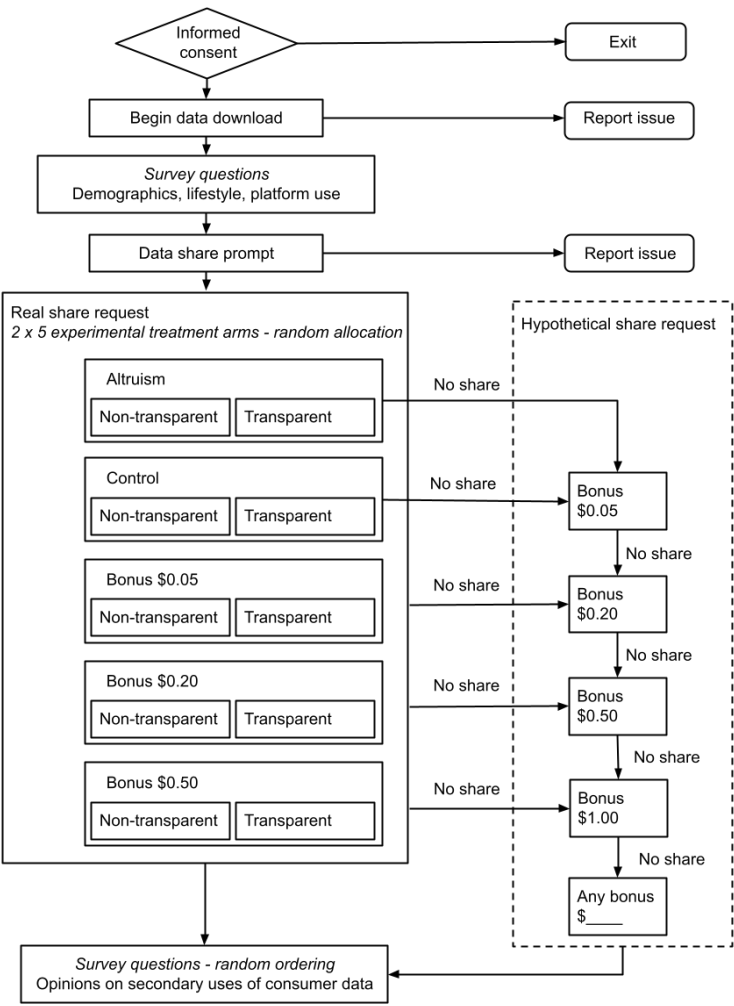 Informed
consent
Exit
Begin data download
Report issue
Survey questions
Demographics, lifestyle, platform use
Data share prompt
Report issue
Real share request
2 x 5 experimental treatment arms - random allocation
Hypothetical share request
Altruism
Non-transparent
Transparent
No share
Control
Non-transparent
Transparent
No share
Bonus
$0.05
No share
Bonus $0.05
Non-transparent
Transparent
No share
Bonus
$0.20
No share
Bonus $0.20
Non-transparent
Transparent
No share
Bonus
$0.50
No share
Bonus $0.50
Non-transparent
Transparent
No share
Bonus
$1.00
No share
Any bonus
$____
Survey questions - random ordering
Opinions on secondary uses of consumer data